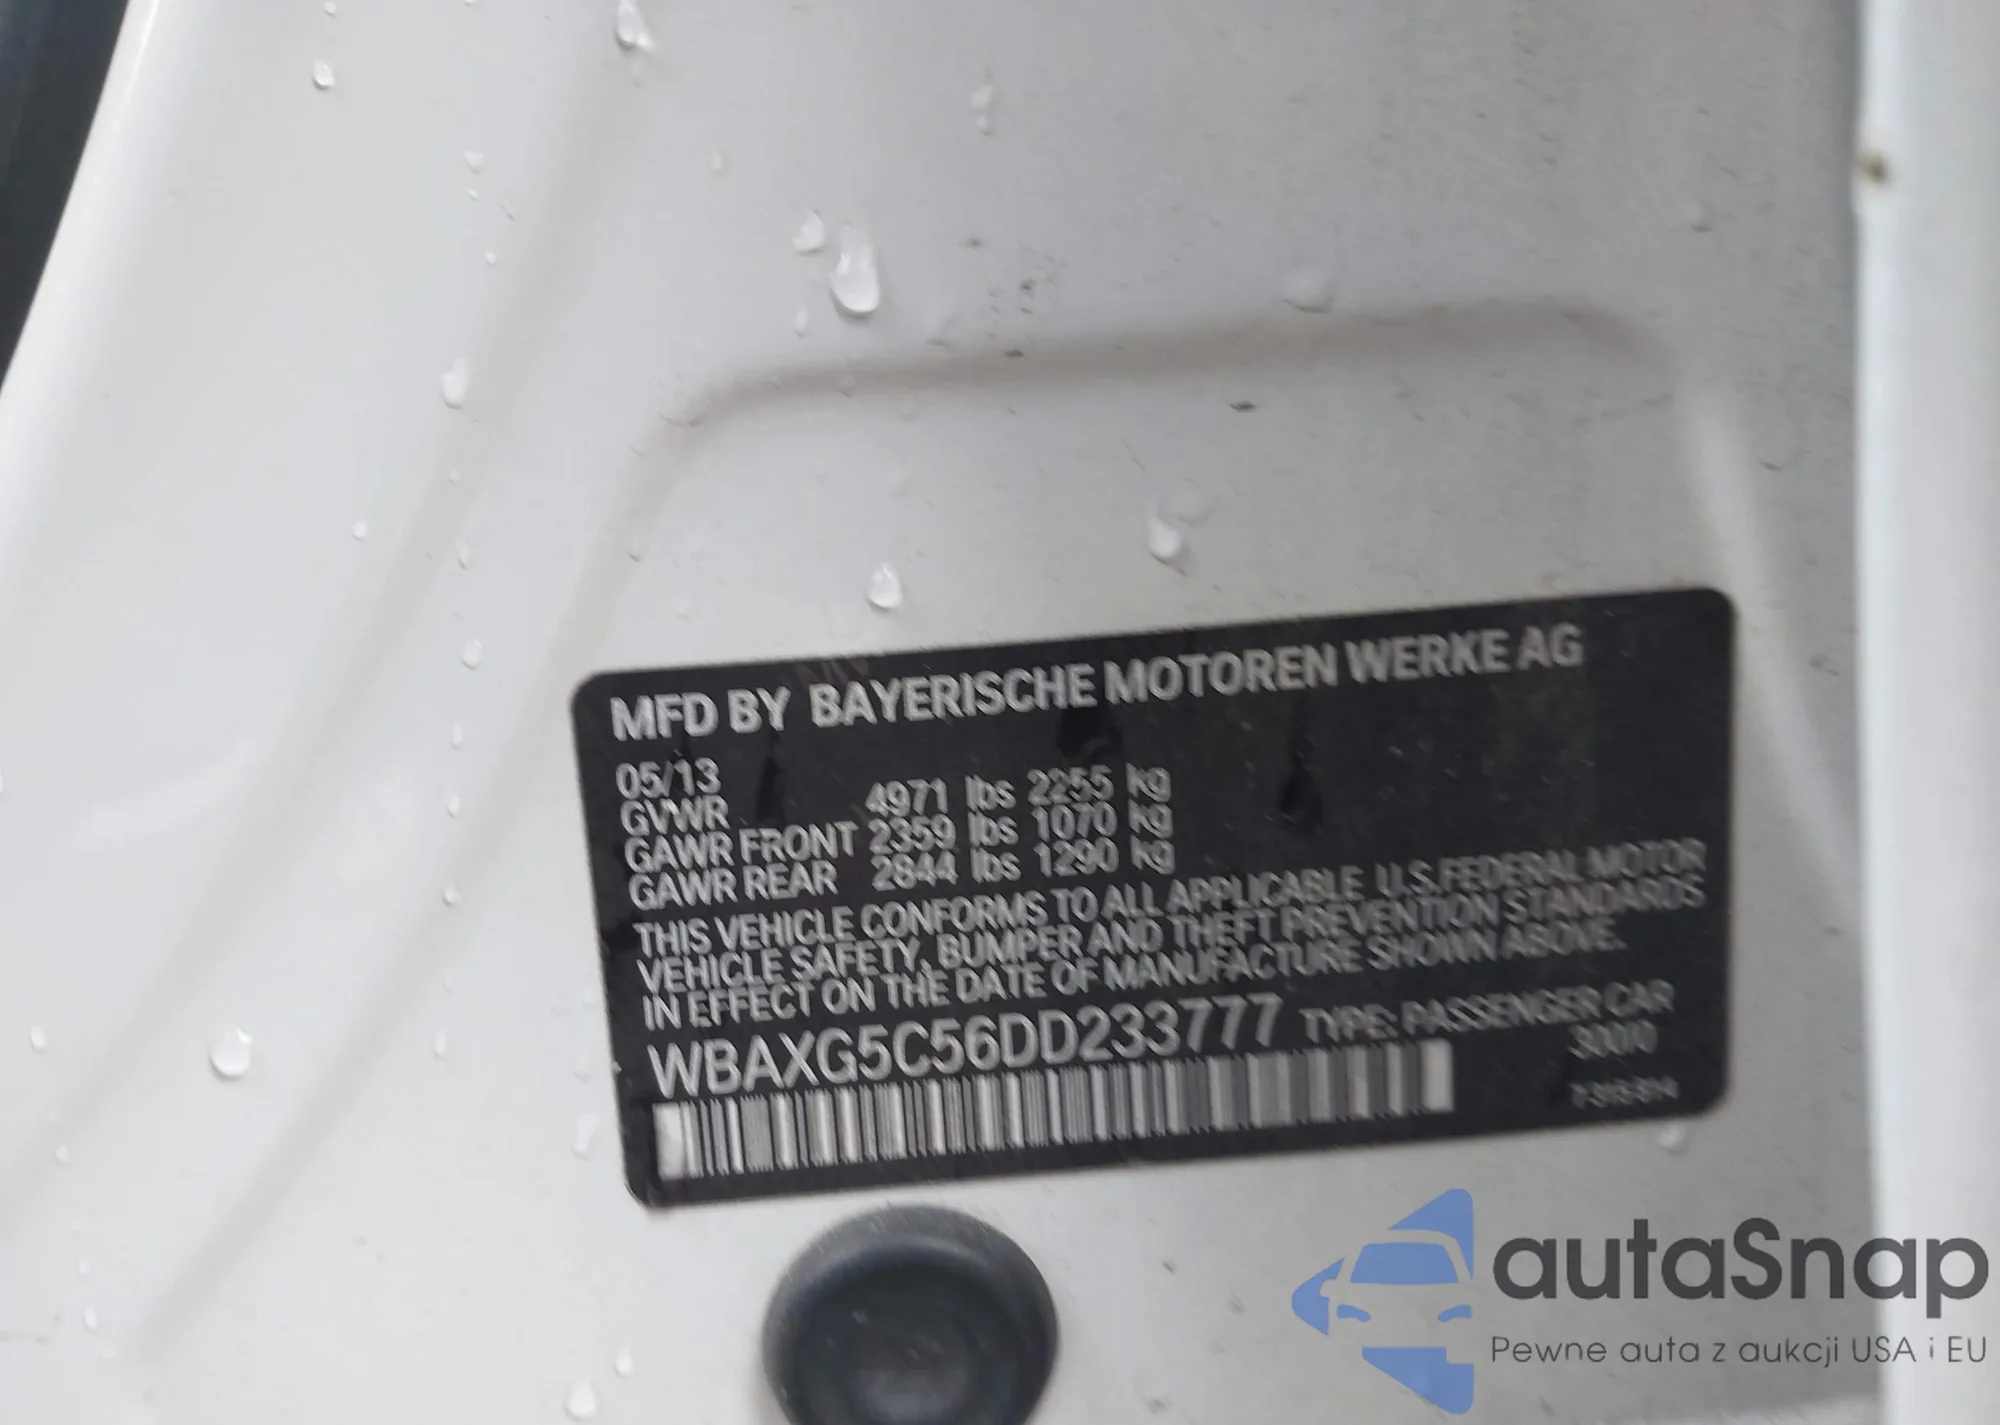 MFD BY BAYERISCHE MOTOREN WERKE AG
05/13
GVWR 4971 lbs 2255 kg
GAWR FRONT 2359 lbs 1070 kg
GAWR REAR 2844 lbs 1290 kg
THIS VEHICLE CONFORMS TO ALL APPLICABLE U.S.FEDERAL MOTOR
VEHICLE SAFETY, BUMPER AND THEFT PREVENTION STANDARDS
IN EFFECT ON THE DATE OF MANUFACTURE SHOWN ABOVE.
WBAXG5C56DD233777 TYPE: PASSENGER CAR
autaSnap
Pewne auta z aukcji USA i EU